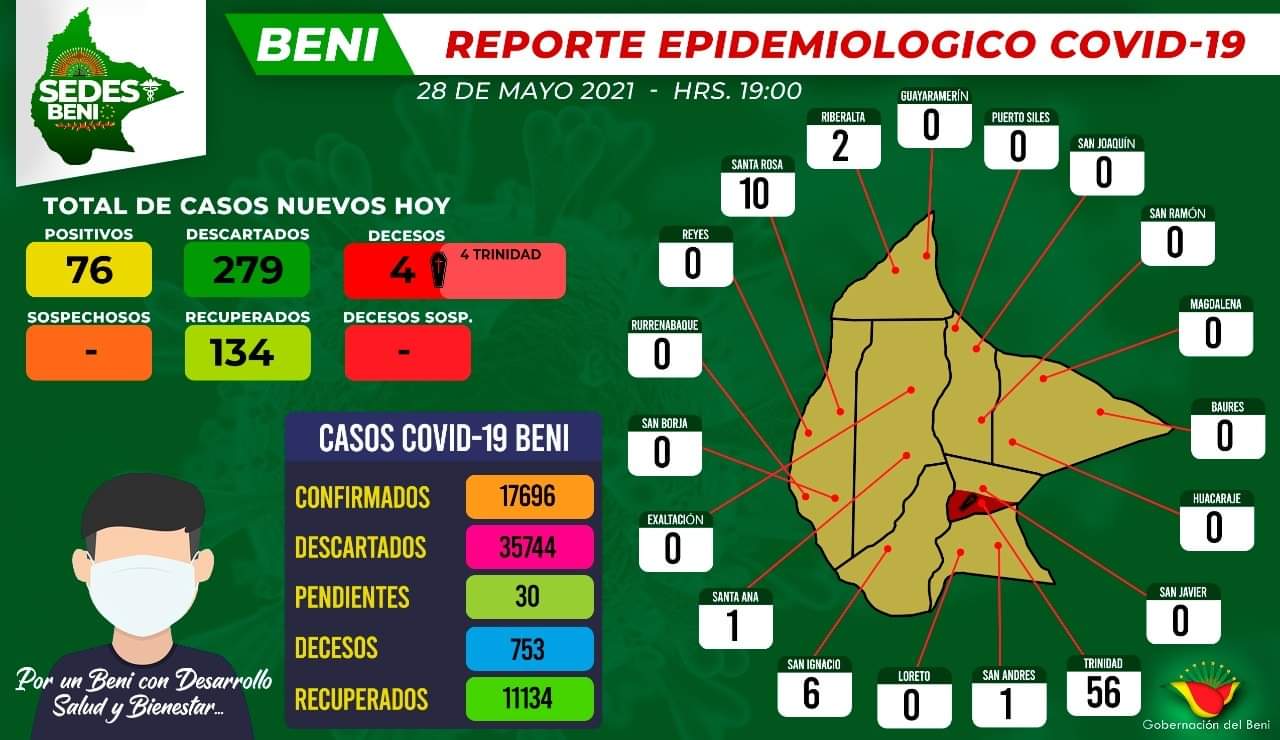 SEDES
BENI
BENI
REPORTE EPIDEMIOLOGICO COVID-19
28 DE MAYO 2021 - HRS. 19:00
TOTAL DE CASOS NUEVOS HOY
POSITIVOS
76
DESCARTADOS
279
DECESOS
4
4 TRINIDAD
SOSPECHOSOS
-
RECUPERADOS
134
DECESOS SOSP.
-
CASOS COVID-19 BENI
CONFIRMADOS 17696
DESCARTADOS 35744
PENDIENTES 30
DECESOS 753
RECUPERADOS 11134
Por un Beni con Desarrollo
Salud y Bienestar...
GUAYARAMERÍN
0
RIBERALTA
2
PUERTO SILES
0
SAN JOAQUÍN
0
SANTA ROSA
10
SAN RAMÓN
0
REYES
0
MAGDALENA
0
RURRENABAQUE
0
BAURES
0
SAN BORJA
0
HUACARAJE
0
EXALTACIÓN
0
SAN JAVIER
0
SANTA ANA
1
SAN IGNACIO
6
LORETO
0
SAN ANDRES
1
TRINIDAD
56
Gobernación del Beni